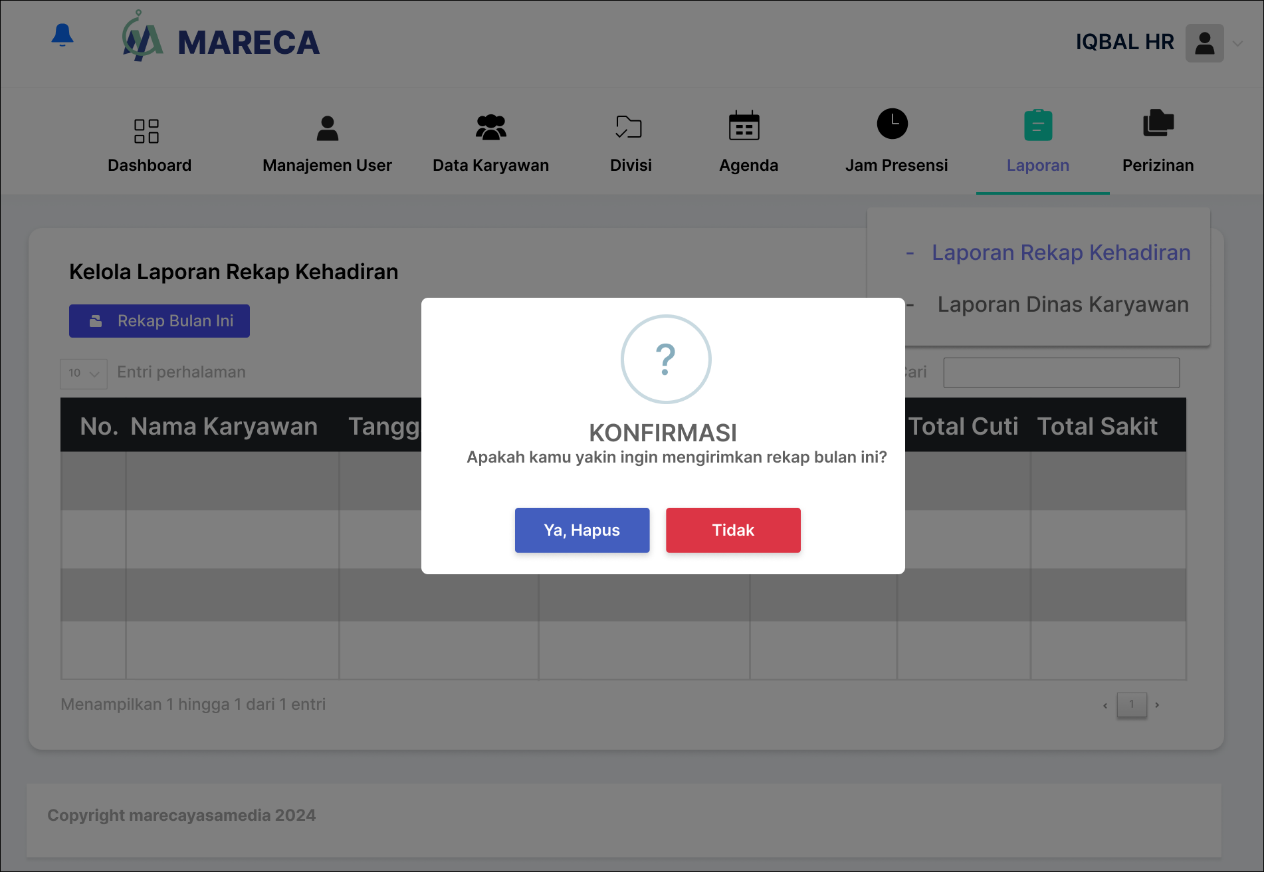 MARECA
IQBAL HR
Dashboard
Manajemen User
Data Karyawan
Divisi
Agenda
Jam Presensi
Laporan
Perizinan
- Laporan Rekap Kehadiran
- Laporan Dinas Karyawan
Kelola Laporan Rekap Kehadiran
Rekap Bulan Ini
10
Entri perhalaman
ari
No.
Nama Karyawan
Tangg
Total Cuti
Total Sakit
?
KONFIRMASI
Apakah kamu yakin ingin mengirimkan rekap bulan ini?
Ya, Hapus
Tidak
Menampilkan 1 hingga 1 dari 1 entri
‹ 1 ›
Copyright marecayasamedia 2024